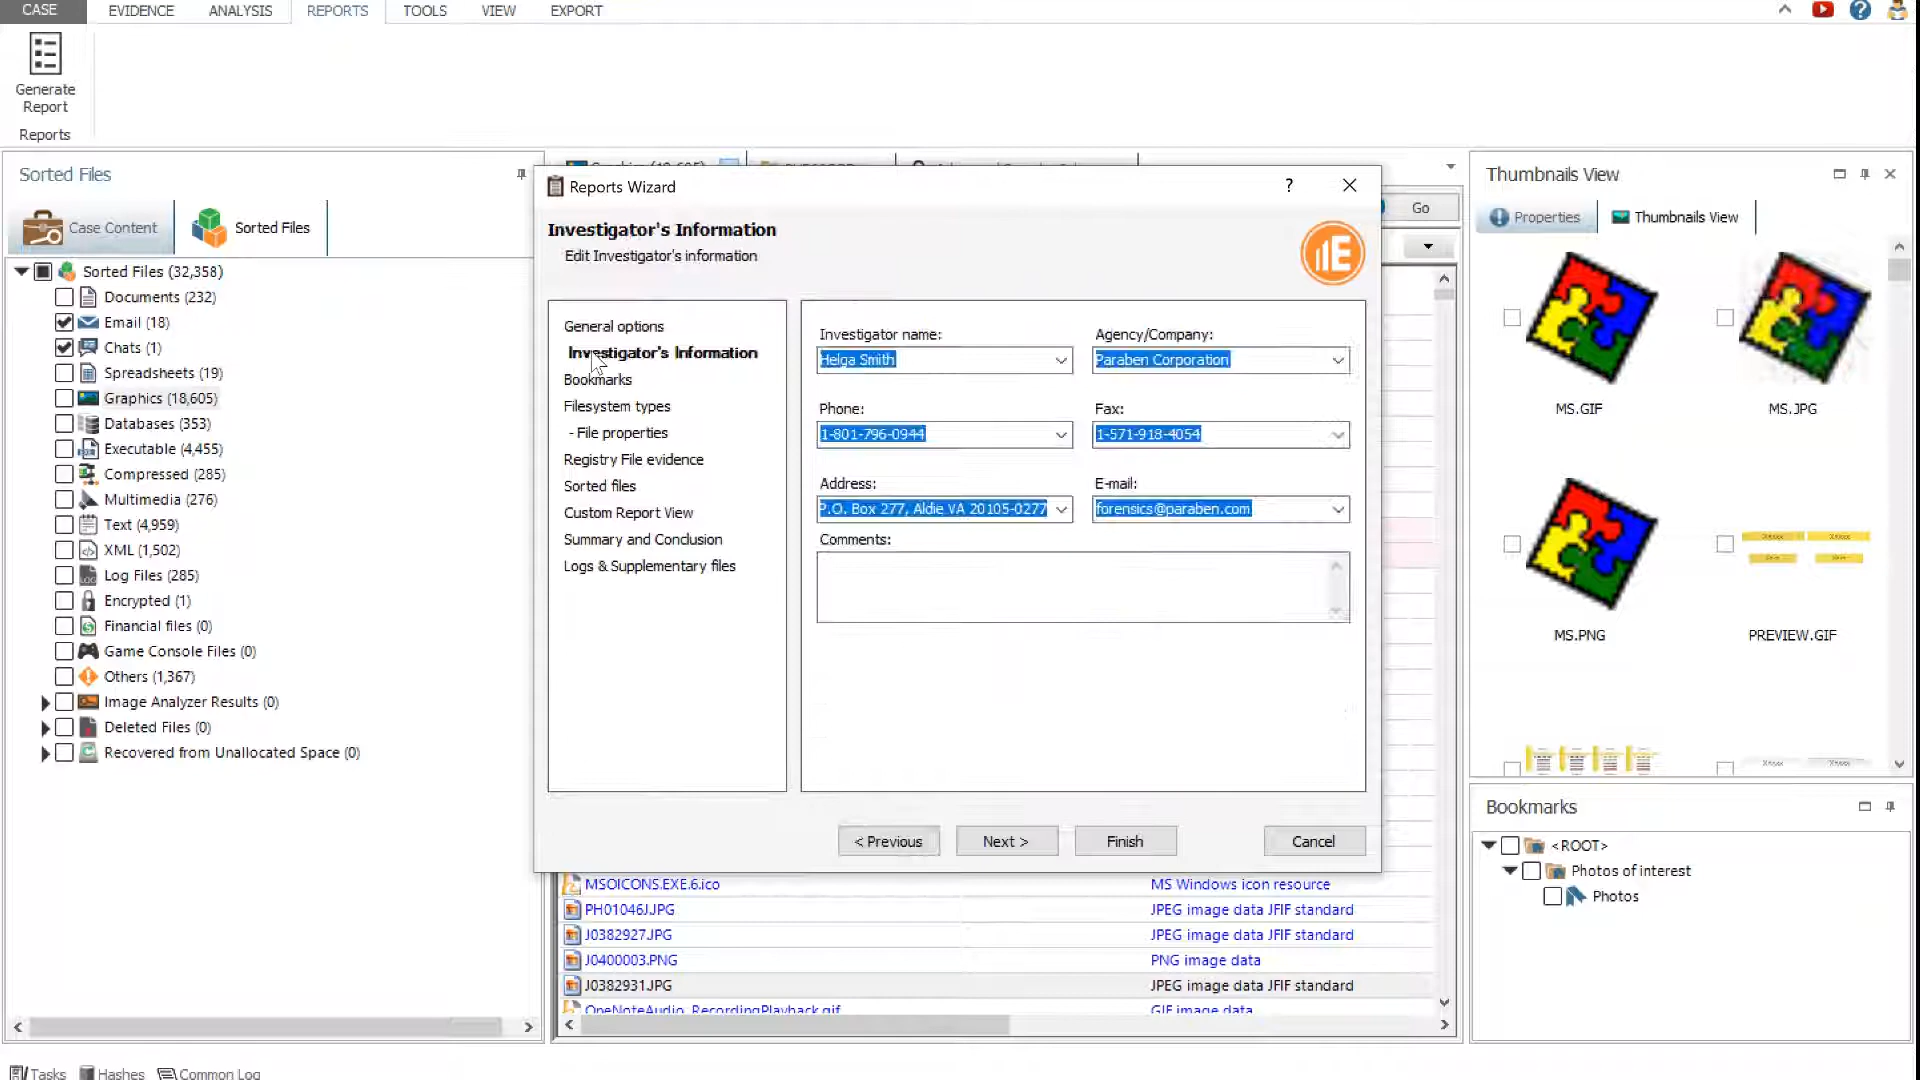 CASE
EVIDENCE
ANALYSIS
REPORTS
TOOLS
VIEW
EXPORT
Generate
Report
Reports
Sorted Files
Case Content
Sorted Files
Sorted Files (32,358)
Documents (232)
Email (18)
Chats (1)
Spreadsheets (19)
Graphics (18,605)
Databases (353)
Executable (4,455)
Compressed (285)
Multimedia (276)
Text (4,959)
XML (1,502)
Log Files (285)
Encrypted (1)
Financial files (0)
Game Console Files (0)
Others (1,367)
Image Analyzer Results (0)
Deleted Files (0)
Recovered from Unallocated Space (0)
Reports Wizard
?
Investigator's Information
Edit Investigator's information
General options
Investigator's Information
Bookmarks
Filesystem types
- File properties
Registry File evidence
Sorted files
Custom Report View
Summary and Conclusion
Logs & Supplementary files
Investigator name:
Helga Smith
Agency/Company:
Paraben Corporation
Phone:
1-801-796-0944
Fax:
1-571-918-4054
Address:
P.O. Box 277, Aldie VA 20105-0277
E-mail:
forensics@paraben.com
Comments:
< Previous
Next >
Finish
Cancel
Go
MSOICONS.EXE.6.ico
MS Windows icon resource
PH01046J.JPG
JPEG image data JFIF standard
J0382927.JPG
JPEG image data JFIF standard
J0400003.PNG
PNG image data
J0382931.JPG
JPEG image data JFIF standard
OneNoteAudio_RecordingPlayback.gif
GIF image data
Thumbnails View
Properties
Thumbnails View
MS.GIF
MS.JPG
MS.PNG
PREVIEW.GIF
Bookmarks
<ROOT>
Photos of interest
Photos
Tasks
Hashes
Common Log